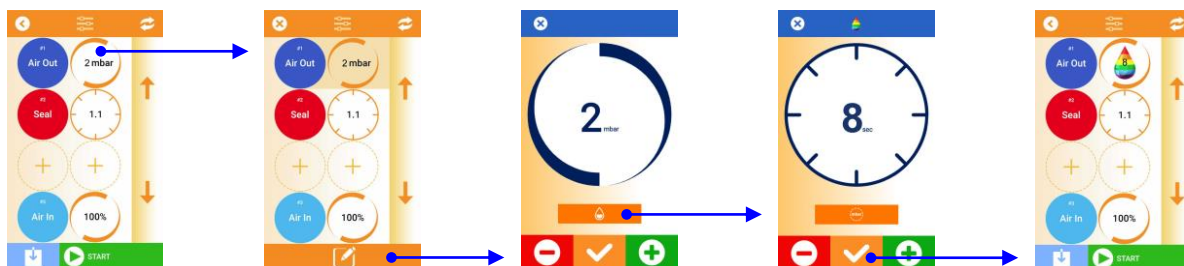 #1
Air Out
2 mbar
#2
Seal
1.1
#3
Air In
100%
START
#1
Air Out
2 mbar
#2
Seal
1.1
#3
Air In
100%
2 mbar
8 sec
#1
Air Out
8
#2
Seal
1.1
#3
Air In
100%
START